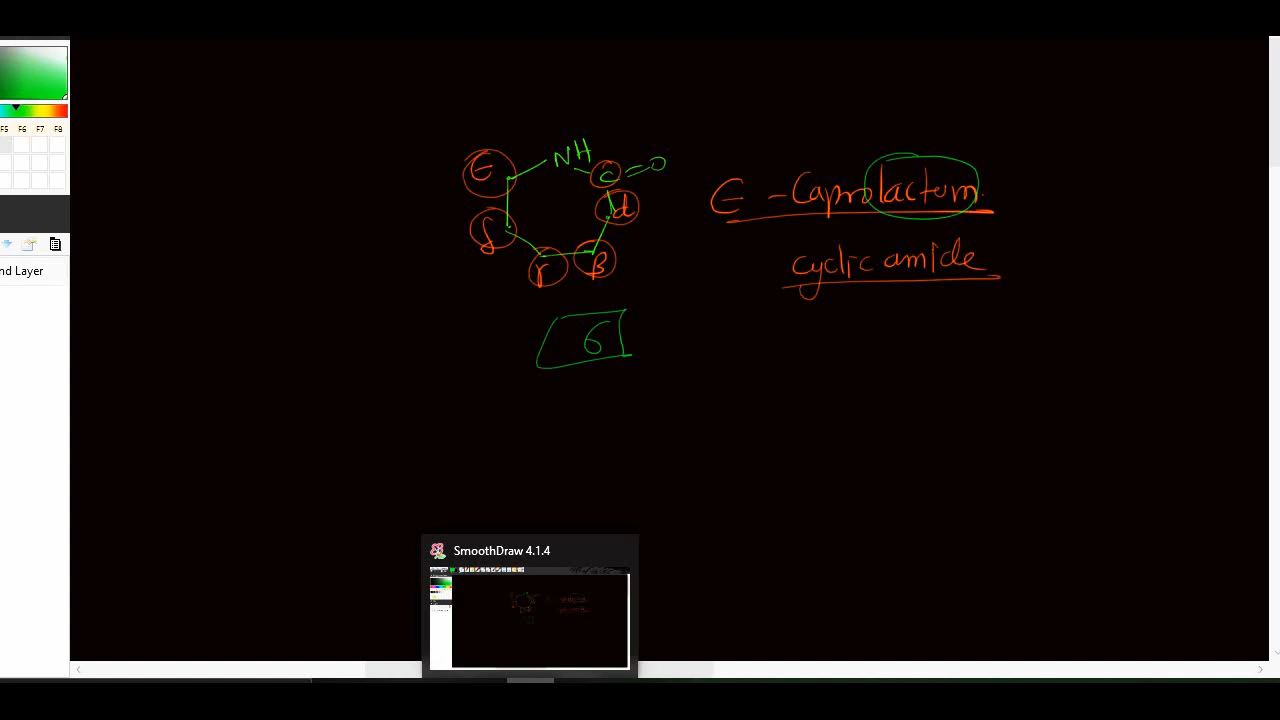 F5 F6 F7 F8
nd Layer
NH
C = O
ϵ
α
δ
γ
β
6
ϵ - Caprolactum
cyclic amide
SmoothDraw 4.1.4